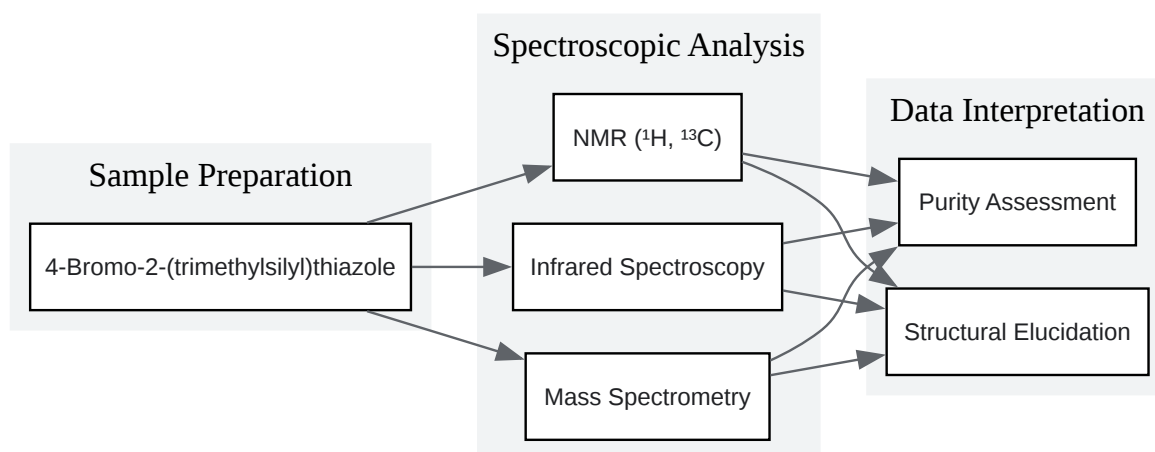 Sample Preparation
4-Bromo-2-(trimethylsilyl)thiazole
Spectroscopic Analysis
NMR (¹H, ¹³C)
Infrared Spectroscopy
Mass Spectrometry
Data Interpretation
Purity Assessment
Structural Elucidation